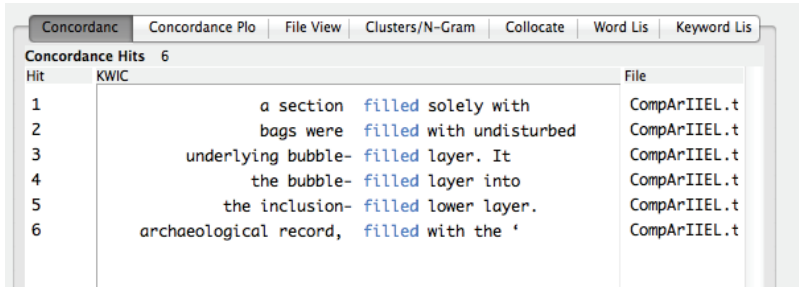 Concordanc Concordance Plo File View Clusters/N-Gram Collocate Word Lis Keyword Lis
Concordance Hits 6
Hit KWIC File
1 a section filled solely with CompArIIEL.t
2 bags were filled with undisturbed CompArIIEL.t
3 underlying bubble- filled layer. It CompArIIEL.t
4 the bubble- filled layer into CompArIIEL.t
5 the inclusion- filled lower layer. CompArIIEL.t
6 archaeological record, filled with the ‘ CompArIIEL.t